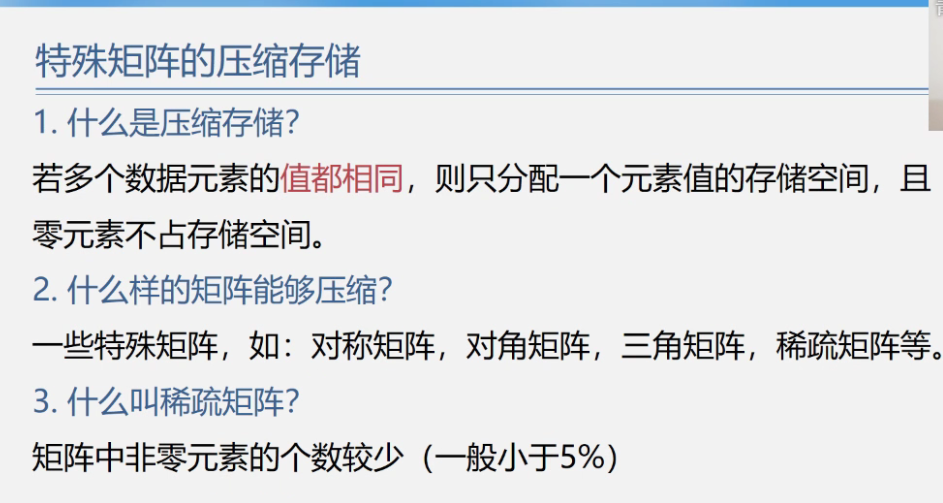 特殊矩阵的压缩存储
1. 什么是压缩存储？
若多个数据元素的值都相同，则只分配一个元素值的存储空间，且
零元素不占存储空间。
2. 什么样的矩阵能够压缩？
一些特殊矩阵，如：对称矩阵，对角矩阵，三角矩阵，稀疏矩阵等。
3. 什么叫稀疏矩阵？
矩阵中非零元素的个数较少（一般小于5%）